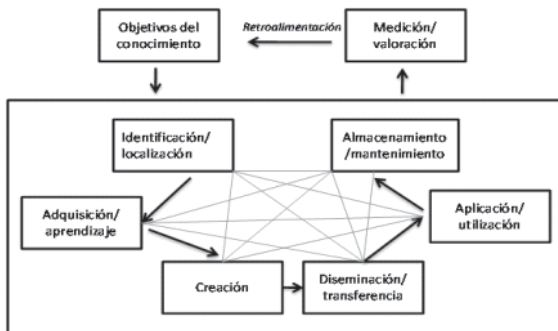 Objetivos del
conocimiento
Retroalimentación
Medición/
valoración
Identificación/
localización
Almacenamiento
/mantenimiento
Adquisición/
aprendizaje
Aplicación/
utilización
Creación
Diseminación/
transferencia